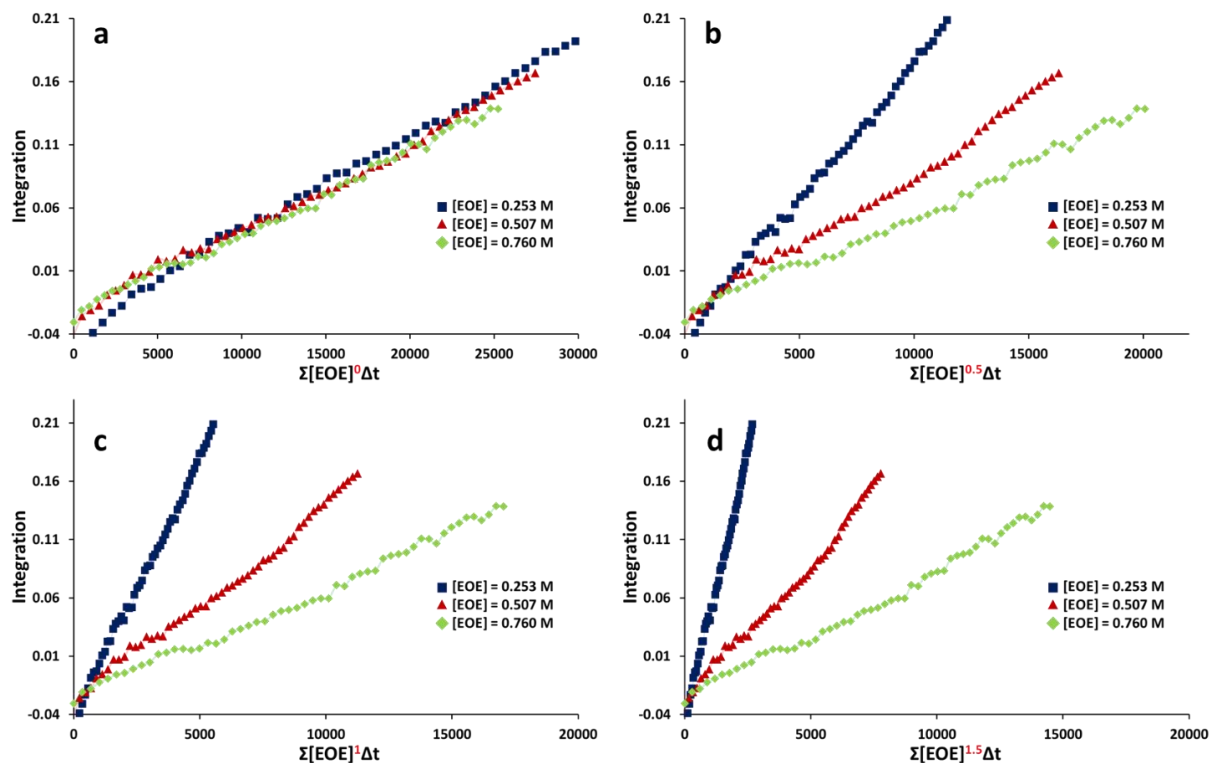 a
0.21
0.16
0.11
0.06
0.01
-0.04
Integration
0 5000 10000 15000 20000 25000 30000
Σ[EOE]⁰Δt
[EOE] = 0.253 M
[EOE] = 0.507 M
[EOE] = 0.760 M
b
0.21
0.16
0.11
0.06
0.01
-0.04
Integration
0 5000 10000 15000 20000
Σ[EOE]⁰·⁵Δt
[EOE] = 0.253 M
[EOE] = 0.507 M
[EOE] = 0.760 M
c
0.21
0.16
0.11
0.06
0.01
-0.04
Integration
0 5000 10000 15000 20000
Σ[EOE]¹Δt
[EOE] = 0.253 M
[EOE] = 0.507 M
[EOE] = 0.760 M
d
0.21
0.16
0.11
0.06
0.01
-0.04
Integration
0 5000 10000 15000 20000
Σ[EOE]¹·⁵Δt
[EOE] = 0.253 M
[EOE] = 0.507 M
[EOE] = 0.760 M